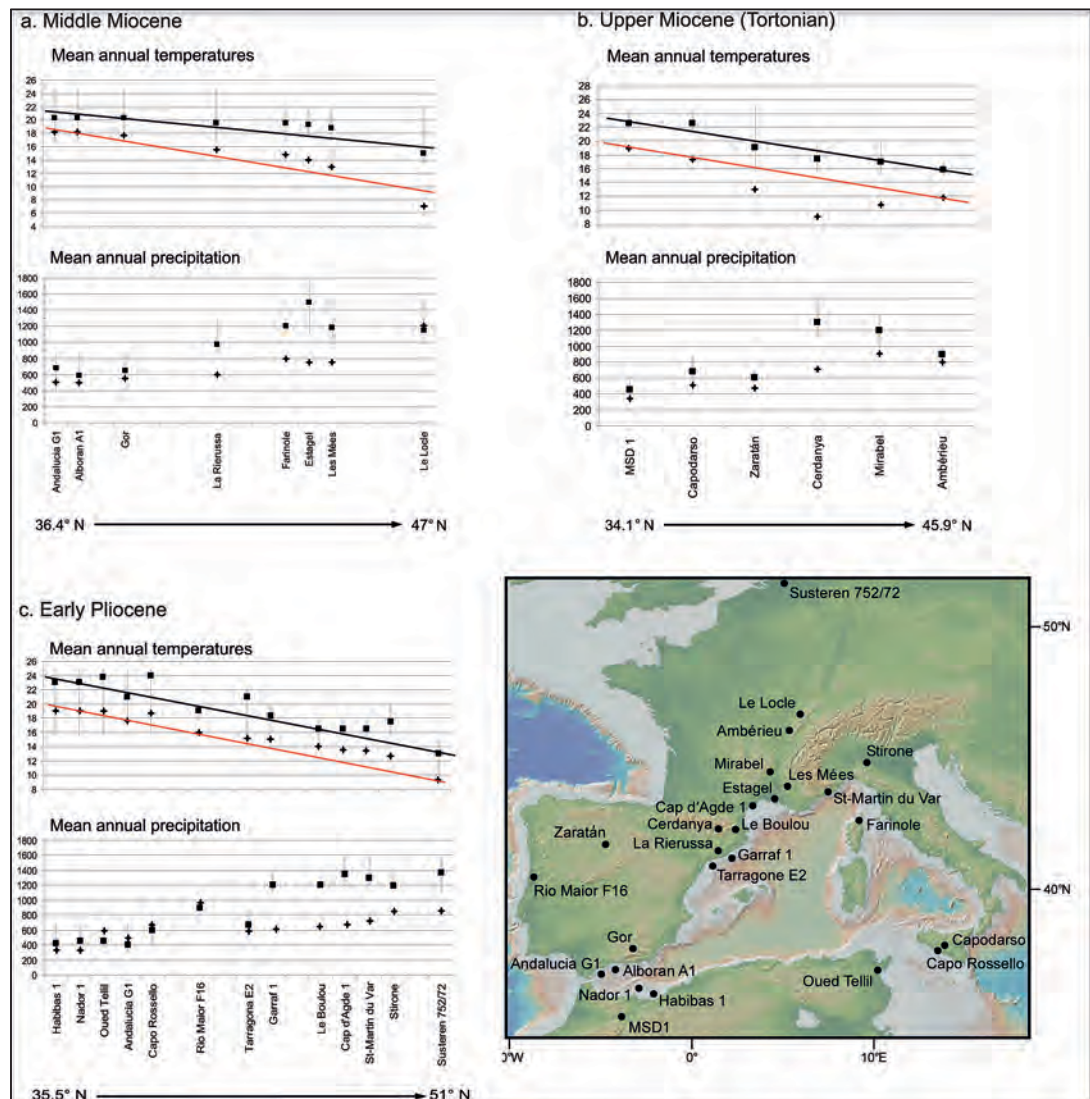 a. Middle Miocene
Mean annual temperatures
26
24
22
20
18
16
14
12
10
8
6
4
Mean annual precipitation
1800
1600
1400
1200
1000
800
600
400
200
0
Andalucia G1
Alboran A1
Gor
La Rierussa
Farinole
Estagel
Les Mées
Le Locle
36.4° N
47° N
b. Upper Miocene (Tortonian)
Mean annual temperatures
28
26
24
22
20
18
16
14
12
10
8
Mean annual precipitation
1800
1600
1400
1200
1000
800
600
400
200
0
MSD 1
Capodarso
Zaratán
Cerdanya
Mirabel
Ambérieu
34.1° N
45.9° N
c. Early Pliocene
Mean annual temperatures
26
24
22
20
18
16
14
12
10
8
Mean annual precipitation
1800
1600
1400
1200
1000
800
600
400
200
0
Habibas 1
Nador 1
Oued Tellil
Andalucia G1
Capo Rossello
Rio Maior F16
Tarragona E2
Garraf 1
Le Boulou
Cap d'Agde 1
St-Martin du Var
Stirone
Susteren 752/72
35.5° N
51° N
Susteren 752/72
50°N
Le Locle
Ambérieu
Stirone
Mirabel
Les Mées
Estagel
St-Martin du Var
Cap d'Agde 1
Cerdanya
Le Boulou
Farinole
Zaratán
La Rierussa
Garraf 1
Tarragone E2
Rio Maior F16
40°N
Gor
Capodarso
Andalucia G1
Alboran A1
Capo Rossello
Oued Tellil
Nador 1
Habibas 1
MSD1
0°W
0°
10°E